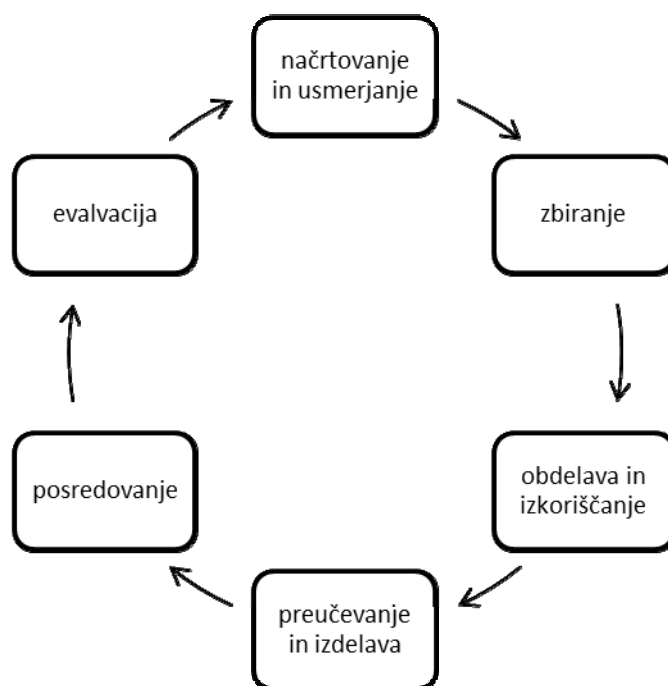 načrtovanje
in usmerjanje
zbiranje
obdelava in
izkoriščanje
preučevanje
in izdelava
posredovanje
evalvacija